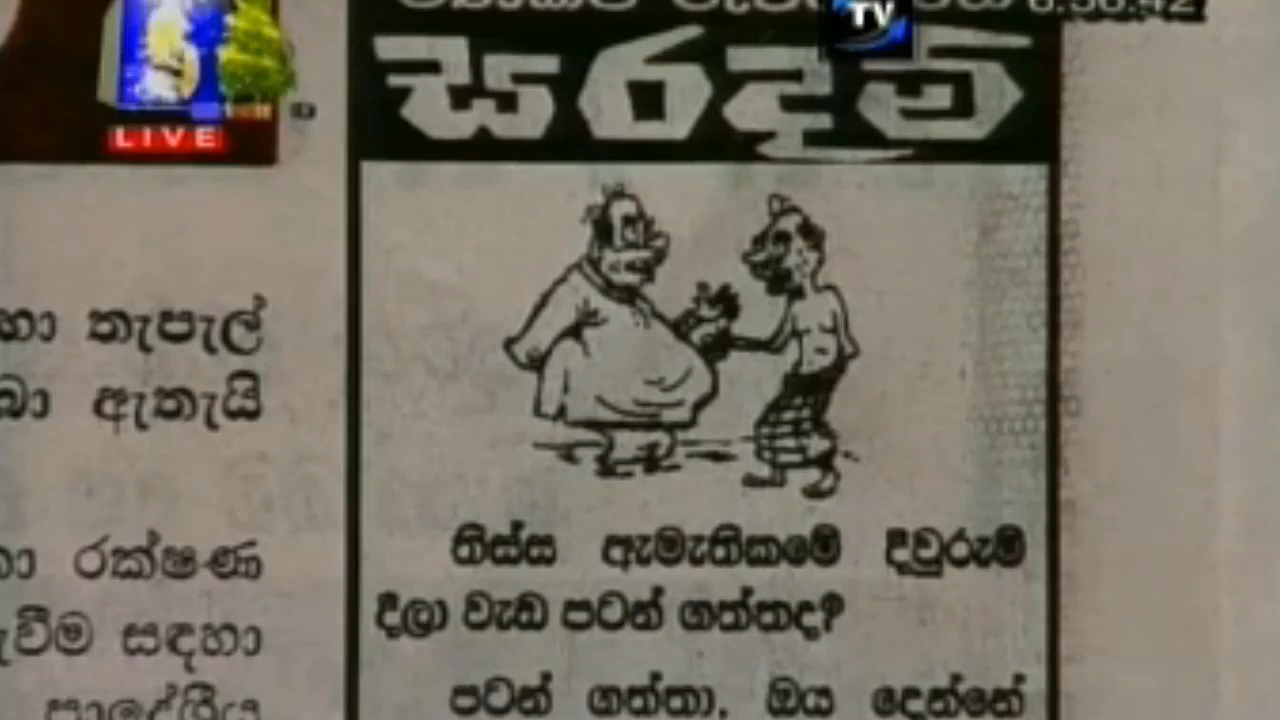 TV
LIVE
සරදම්
හා තැපැල්
ඇතැයි
රක්ෂණ
සඳහා
ප්‍රාදේශීය
තිස්ස ඇමැතිකමේ දිවුරුම්
දීලා වැඩ පටන් ගත්තද?
පටන් ගත්තා. ඔය දෙන්නේ